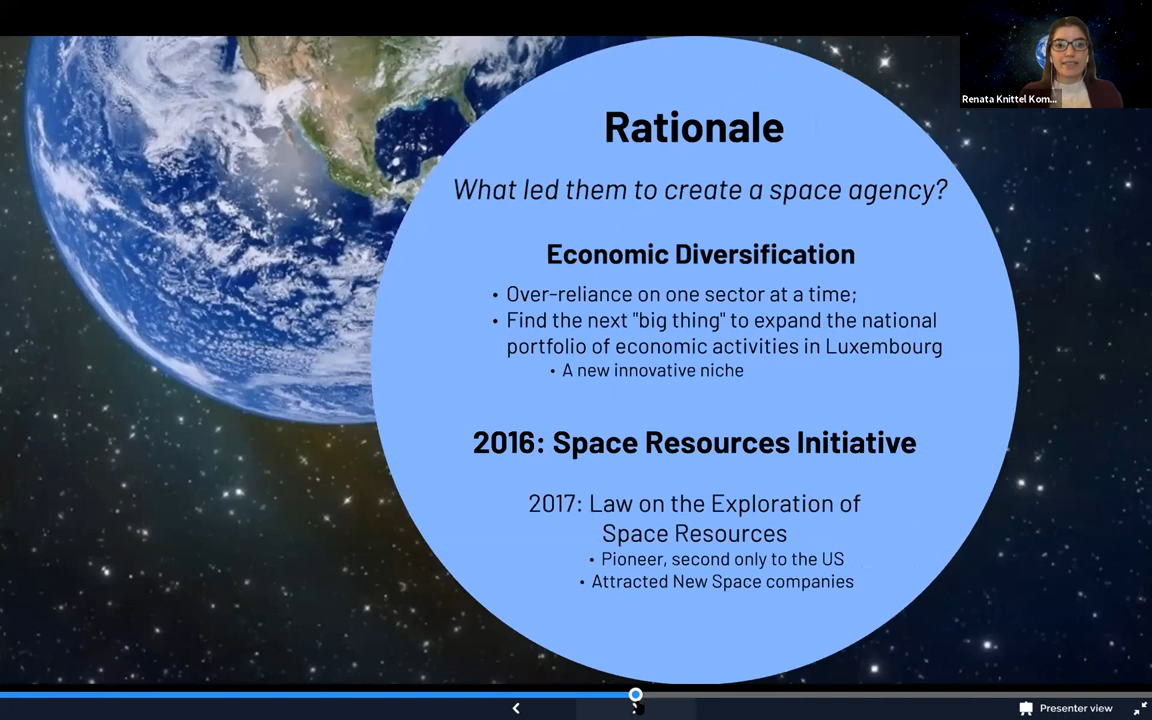 Renata Knittel Kom...
Rationale
What led them to create a space agency?
Economic Diversification
• Over-reliance on one sector at a time;
• Find the next "big thing" to expand the national
portfolio of economic activities in Luxembourg
• A new innovative niche
2016: Space Resources Initiative
2017: Law on the Exploration of
Space Resources
• Pioneer, second only to the US
• Attracted New Space companies
Presenter view